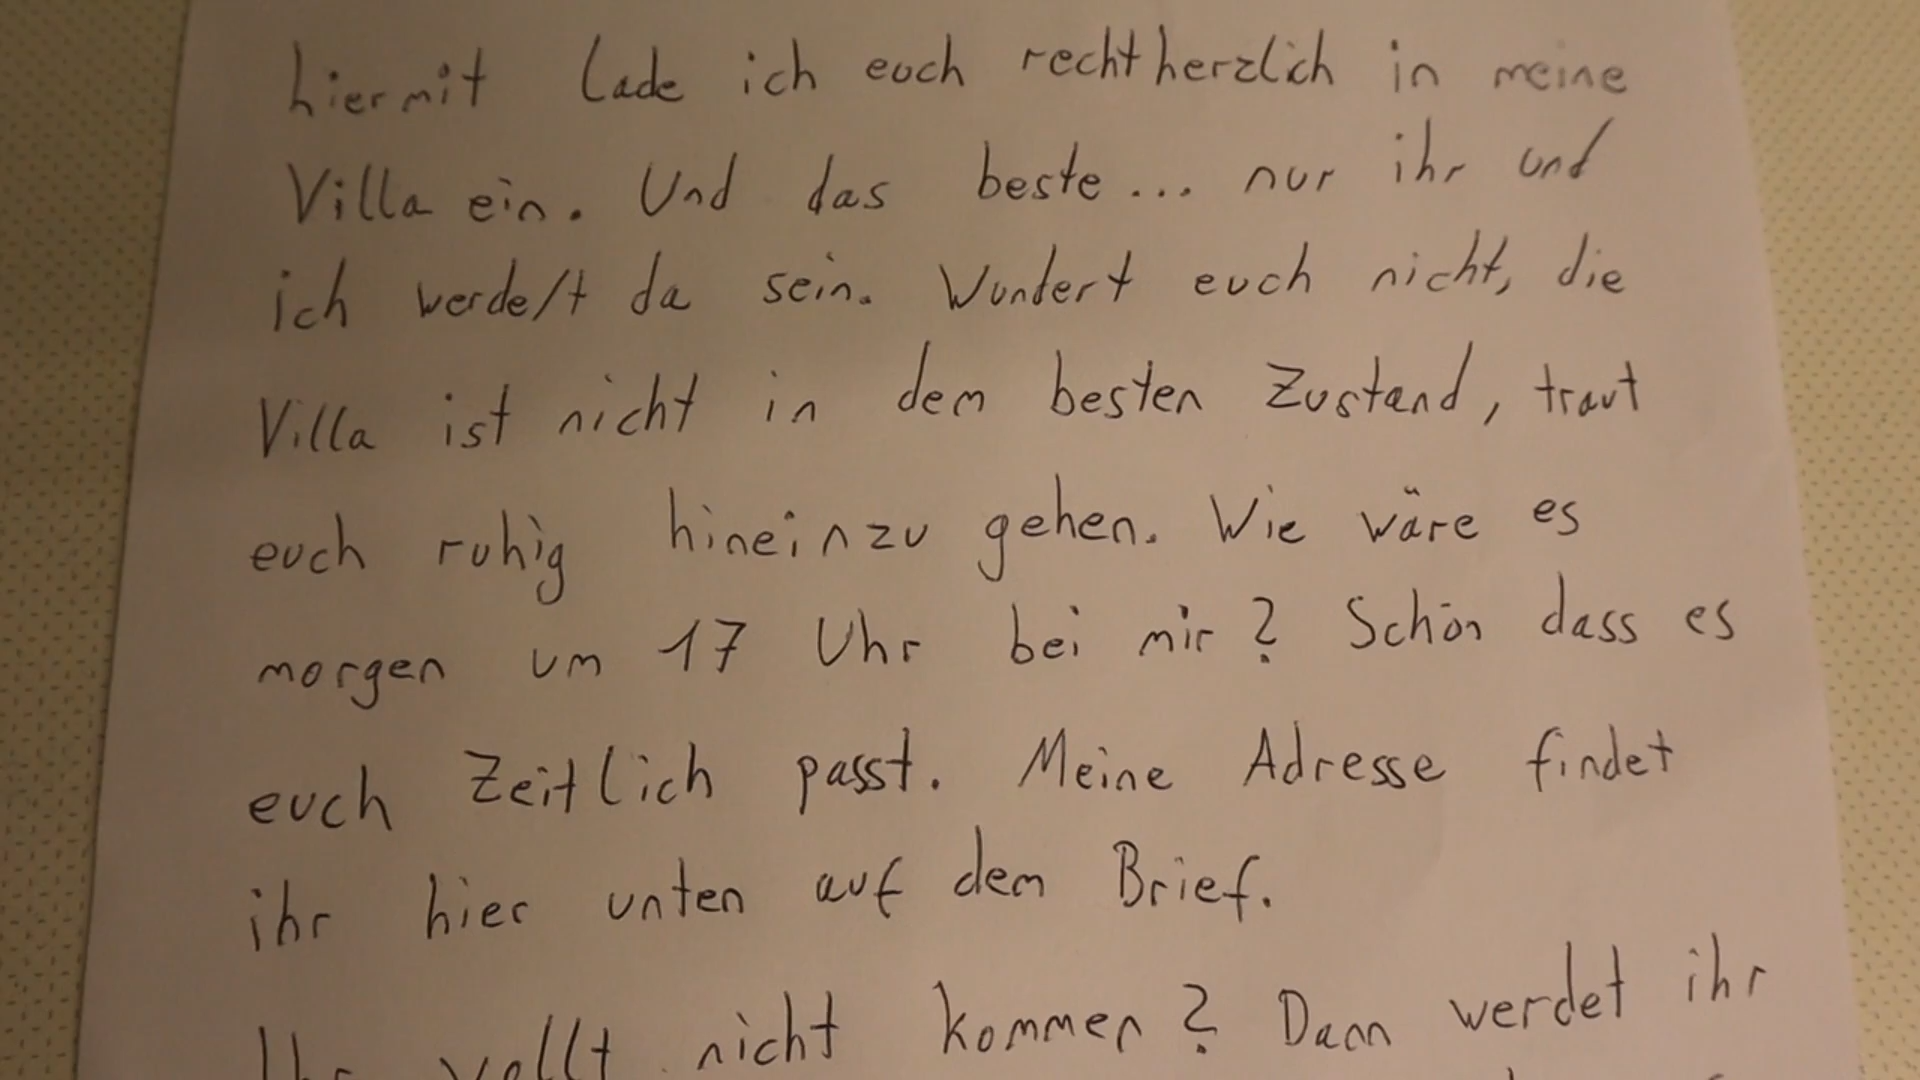 hiermit lade ich euch rechtherzlich in meine
Villa ein. Und das beste... nur ihr und
ich werde/t da sein. Wundert euch nicht, die
Villa ist nicht in dem besten Zustand, traut
euch ruhig hineinzu gehen. Wie wäre es
morgen um 17 Uhr bei mir? Schön dass es
euch Zeitlich passt. Meine Adresse findet
ihr hier unten auf dem Brief.
Ihr wollt nicht kommen? Dann werdet ihr